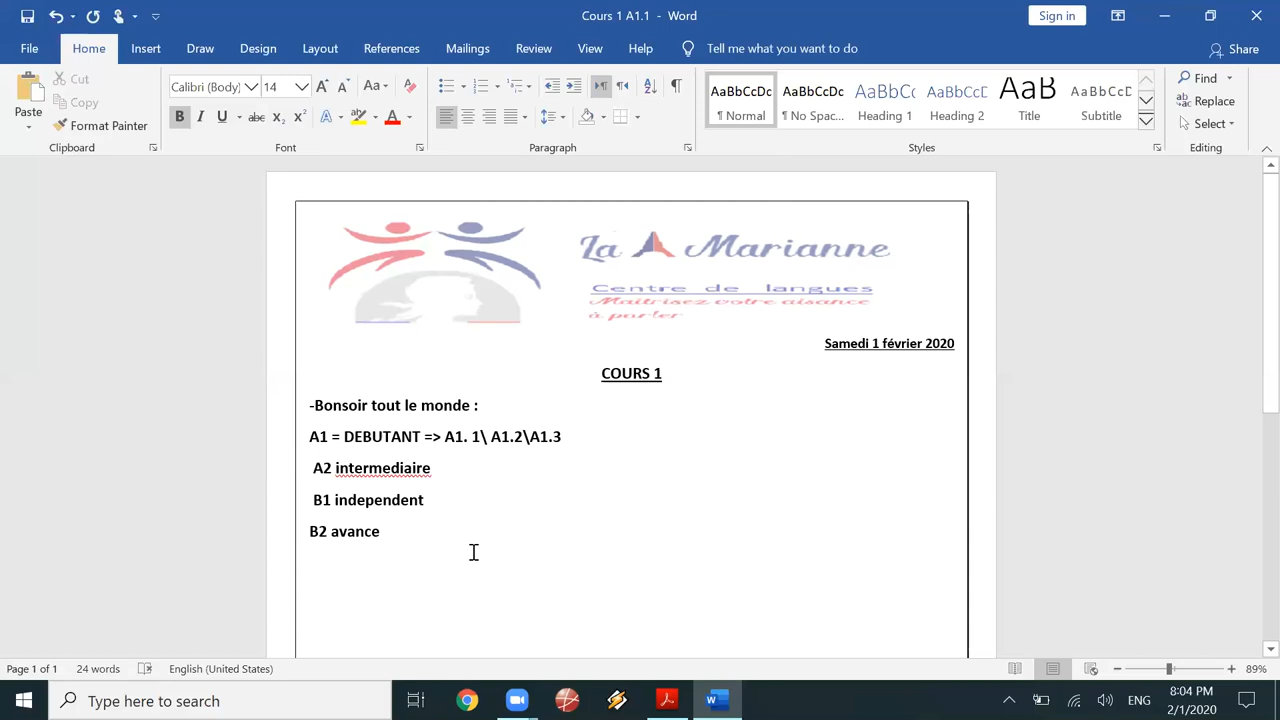 Cours 1 A1.1 - Word
Sign in
File Home Insert Draw Design Layout References Mailings Review View Help Tell me what you want to do Share
Paste
Cut
Copy
Format Painter
Clipboard
Calibri (Body) 14
Font
Paragraph
AaBbCcDc AaBbCcDc AaBbCc AaBbCcE AaB AaBbCcD
¶ Normal ¶ No Spac... Heading 1 Heading 2 Title Subtitle
Styles
Find
Replace
Select
Editing
La Marianne
Centre de langues
Maitrisez votre aisance
à parler
Samedi 1 février 2020
COURS 1
-Bonsoir tout le monde :
A1 = DEBUTANT => A1. 1\ A1.2\A1.3
A2 intermediaire
B1 independent
B2 avance
Page 1 of 1 24 words English (United States) 89%
Type here to search
ENG
8:04 PM
2/1/2020